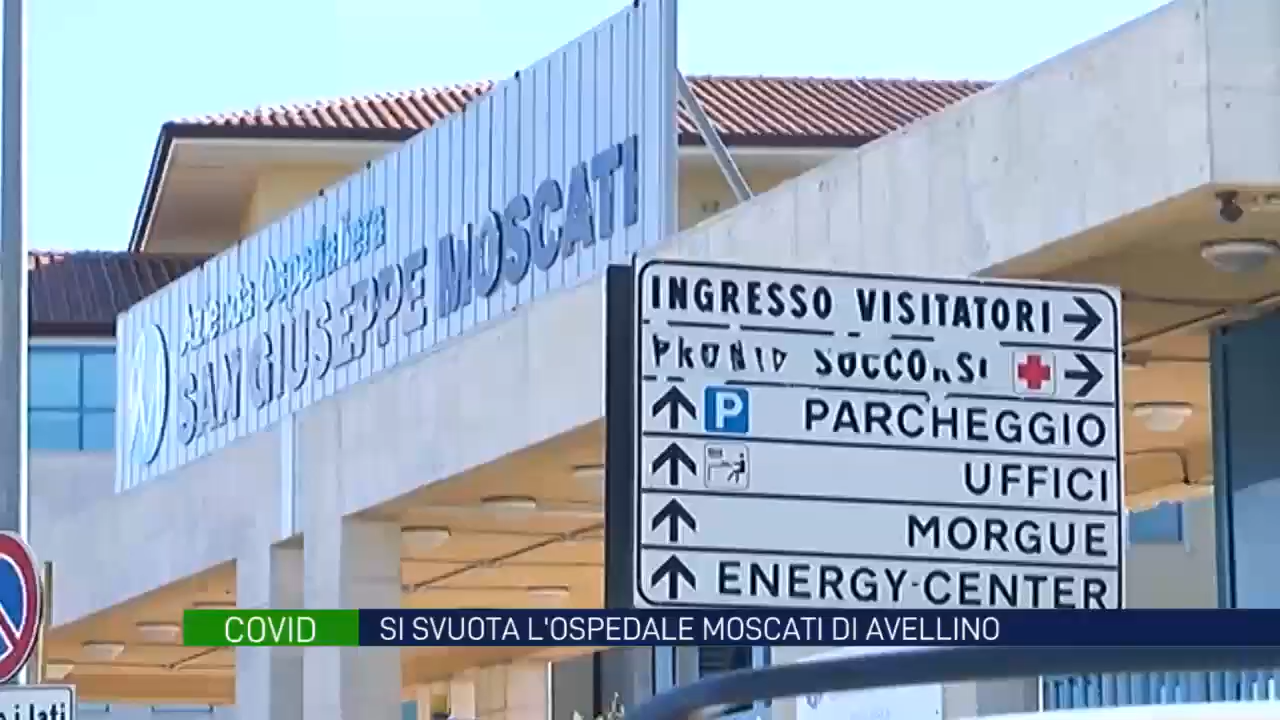 Azienda Ospedaliera
SAN GIUSEPPE MOSCATI
INGRESSO VISITATORI
PRONTO SOCCORSO
P PARCHEGGIO
UFFICI
MORGUE
ENERGY-CENTER
COVID SI SVUOTA L'OSPEDALE MOSCATI DI AVELLINO
i lati